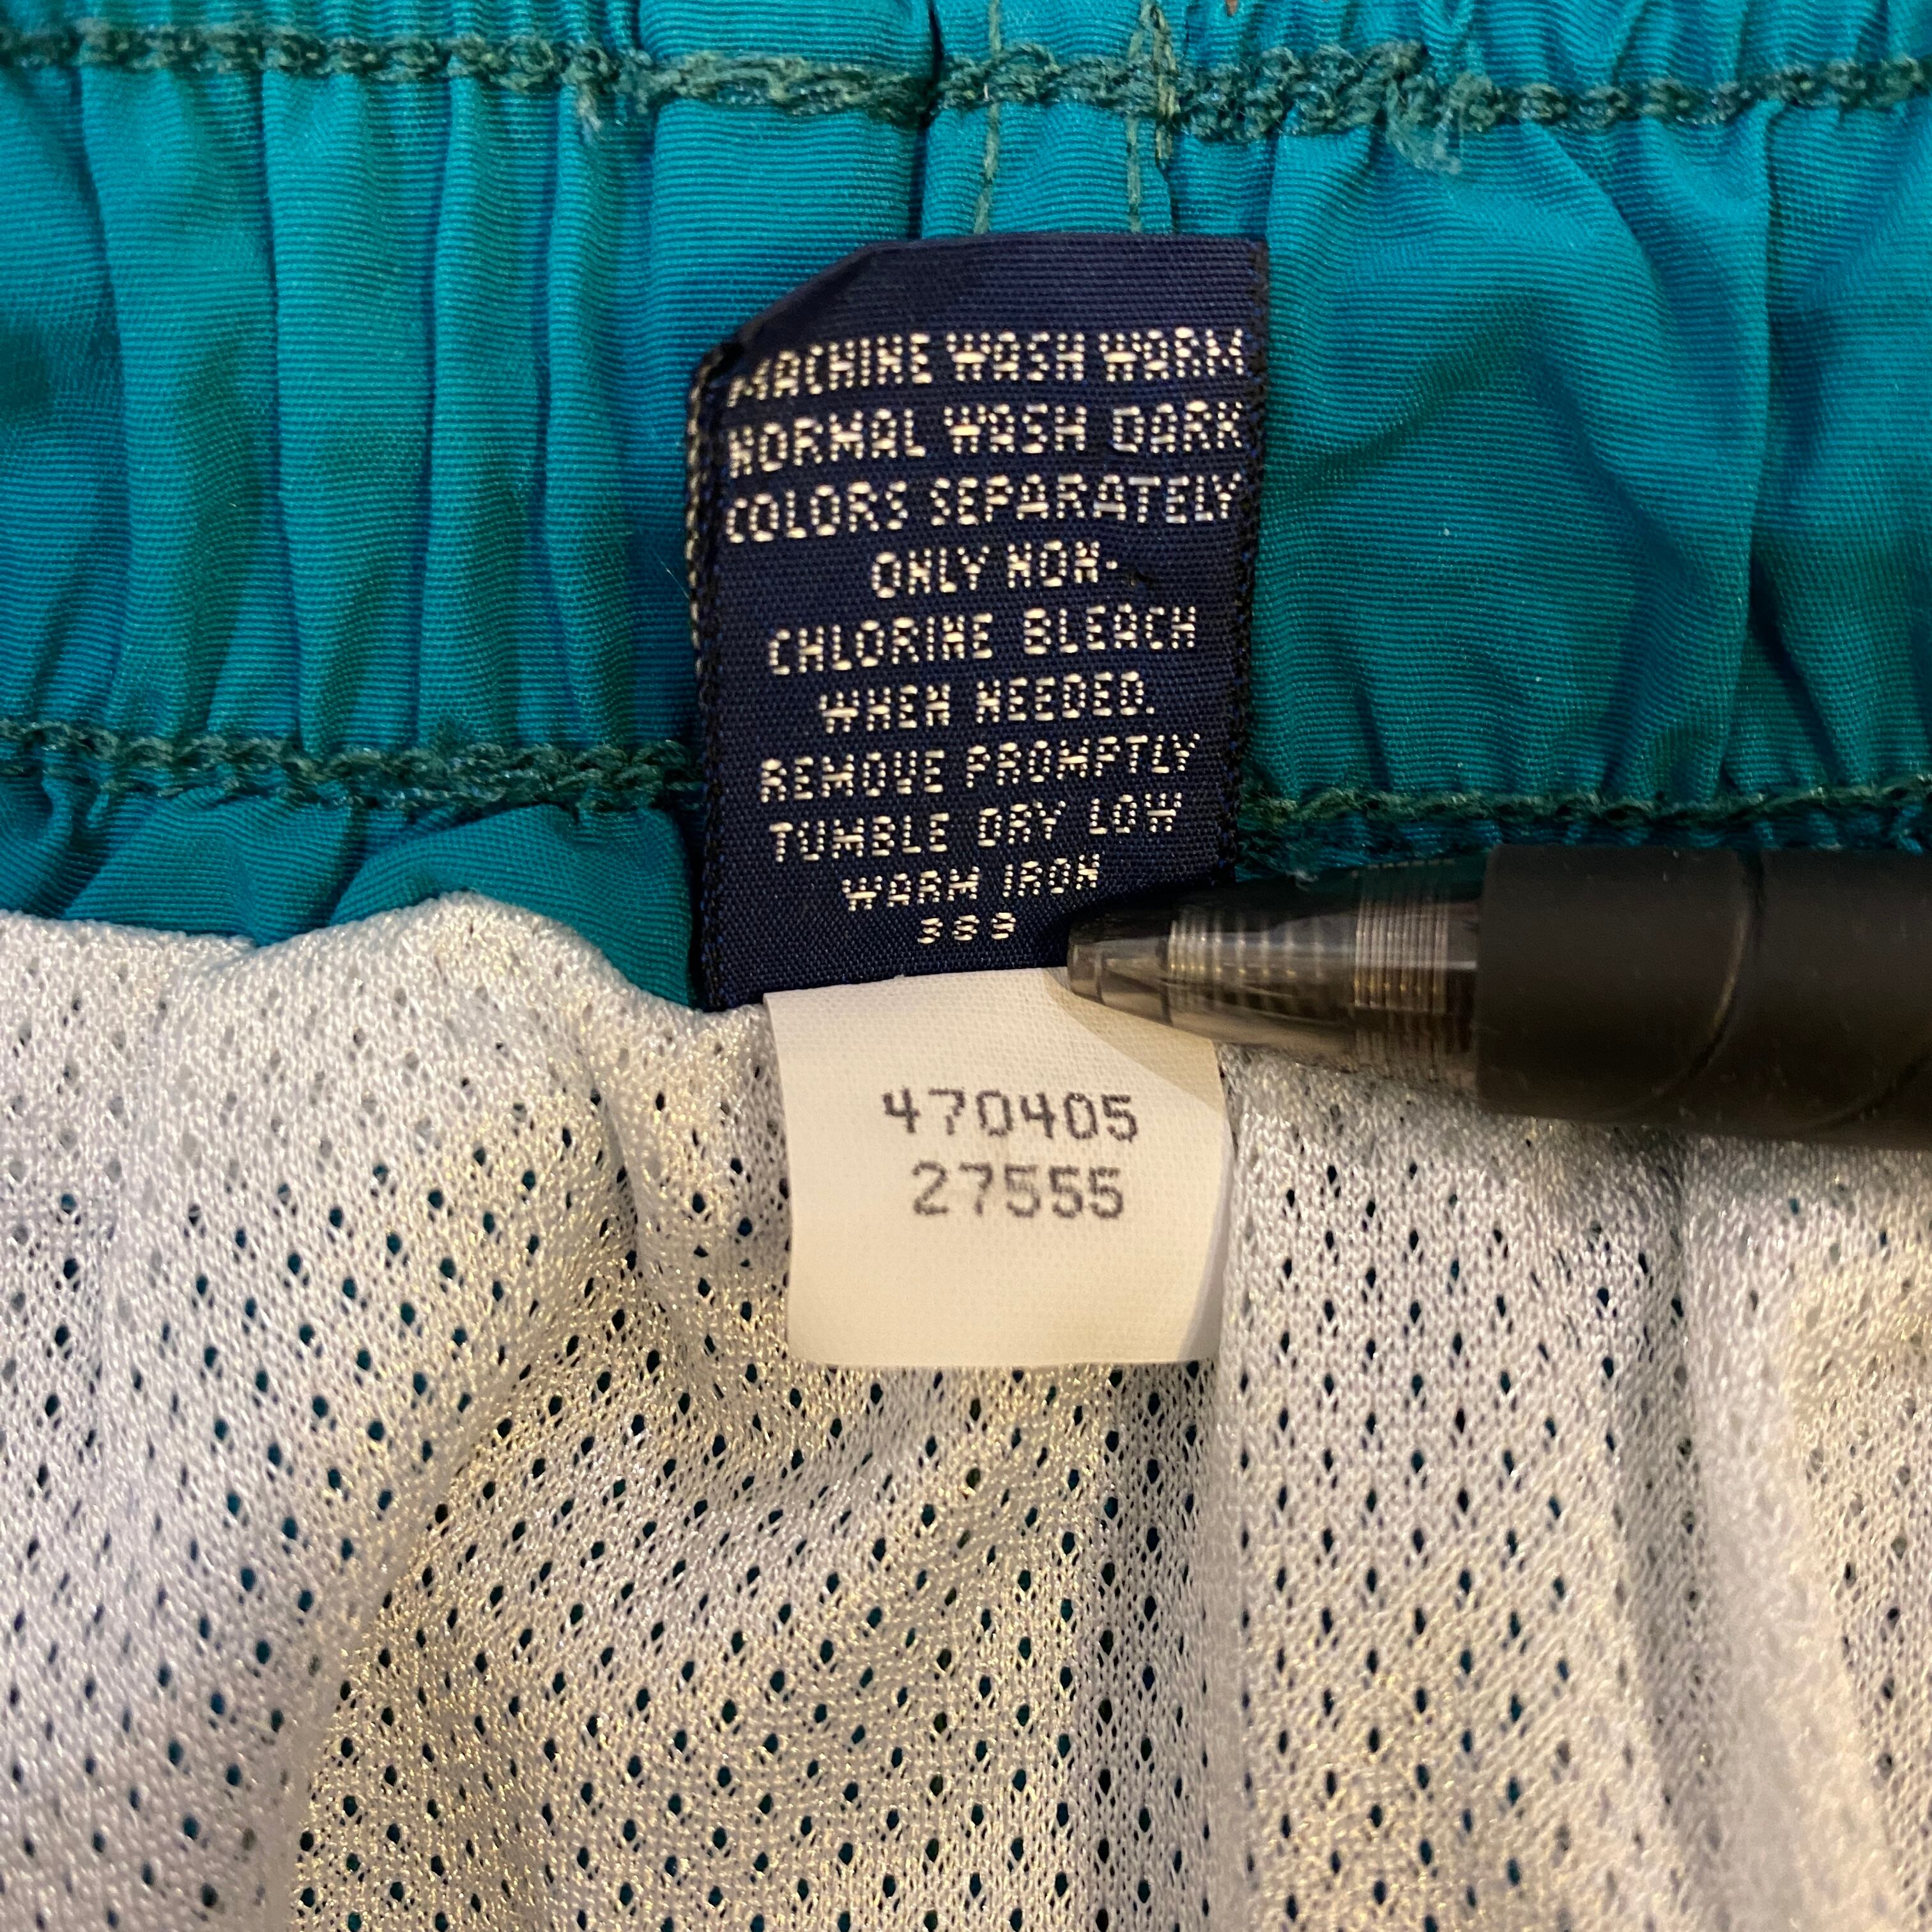 MACHINE WASH WARM
NORMAL WASH DARK
COLORS SEPARATELY
ONLY NON-
CHLORINE BLEACH
WHEN NEEDED.
REMOVE PROMPTLY
TUMBLE DRY LOW
WARM IRON
389
470405
27555